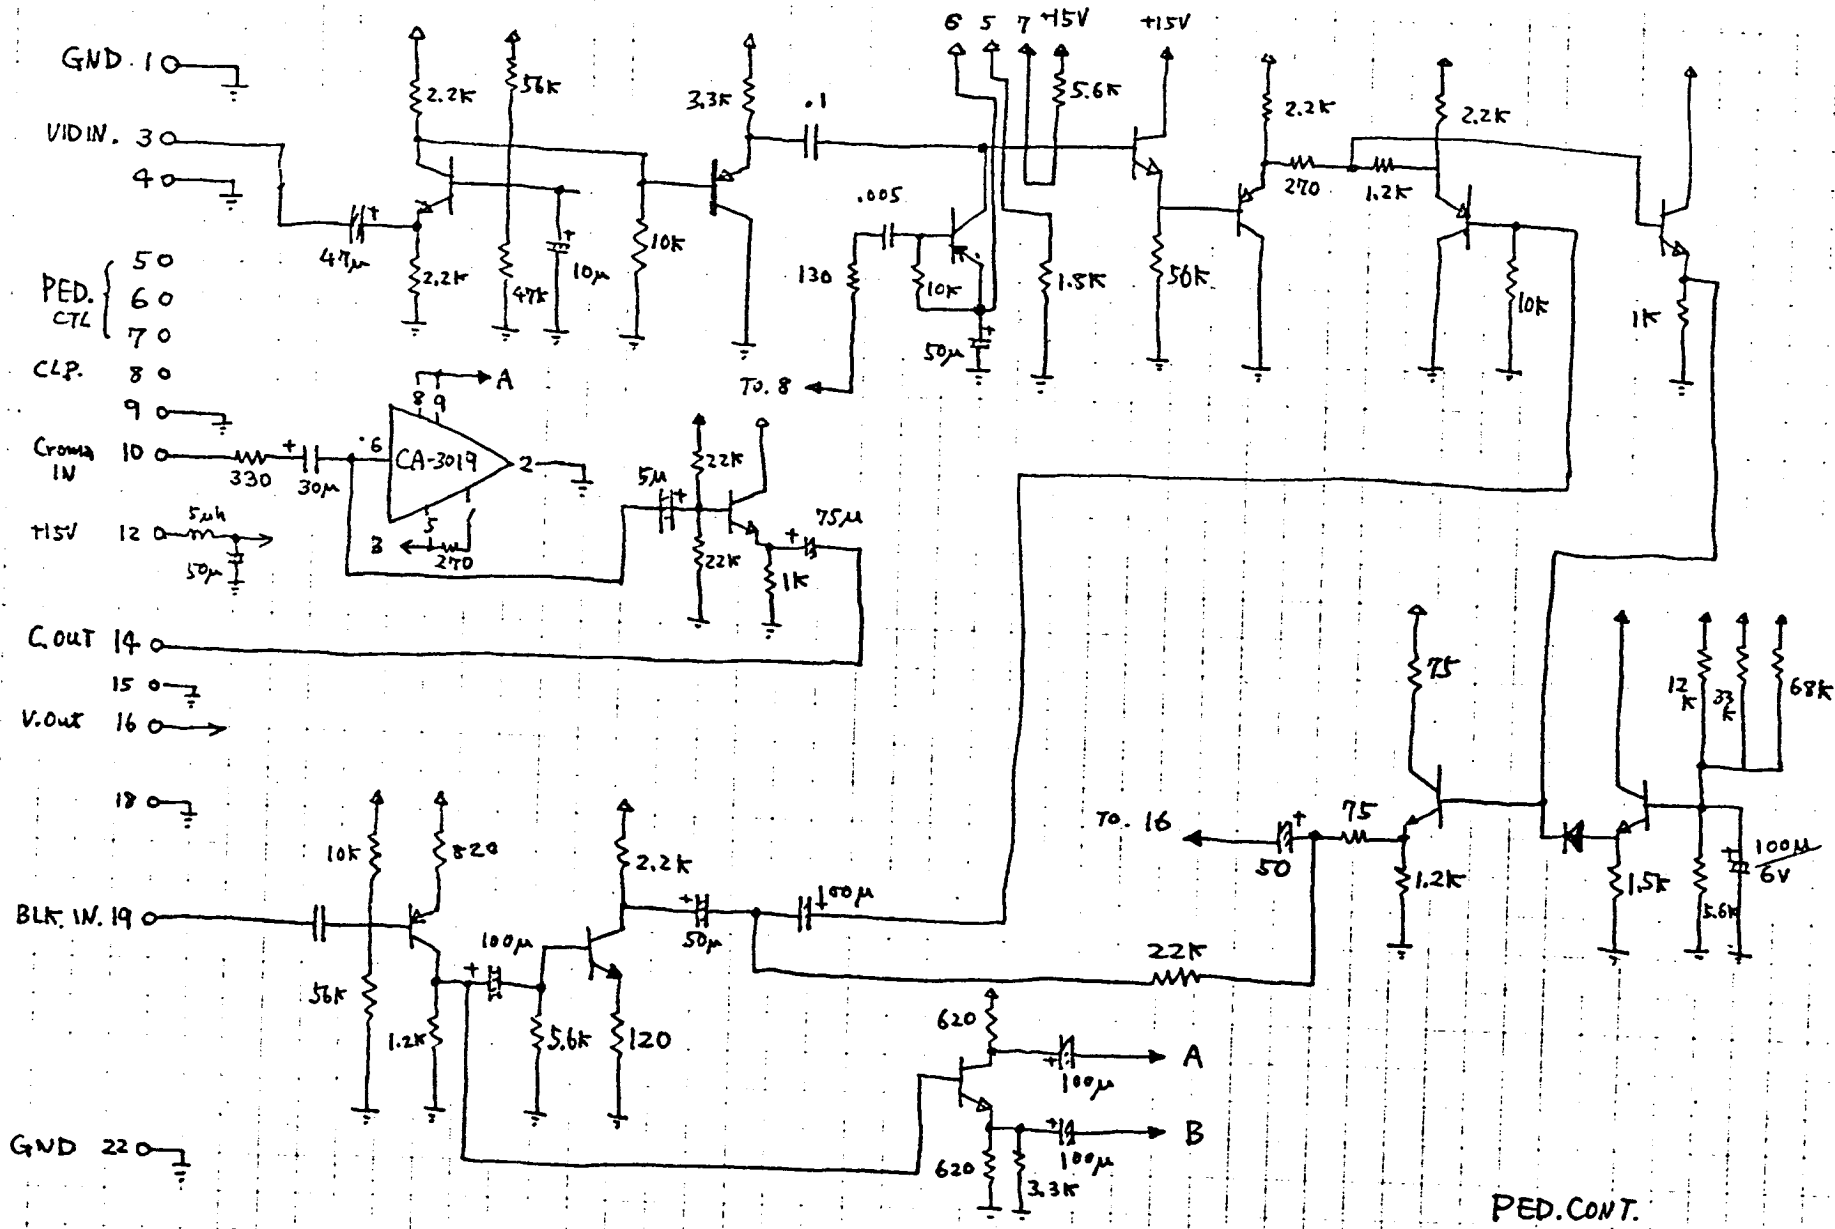 GND 1
VIDIN. 3
4
5
PED. CTL 6
7
CLP. 8
9
Croma IN 10
+15V 12
C.OUT 14
15
V.OUT 16
18
BLK. IN. 19
GND 22
2.2K
56K
3.3K
.1
6 5 7 +15V
+15V
5.6K
2.2K
2.2K
47μ
2.2K
47K
10μ
10K
.005
130
10K
50μ
1.5K
50K
270
1.2K
10K
1K
TO. 8
A
8 9
.6
CA-3019
2
330
30μ
5
B
270
5μh
50μ
5μ
22K
22K
75μ
1K
75
12K
33K
68K
TO. 16
50
75
1.2K
1.5K
5.6K
100μ
6V
10K
820
2.2K
50μ
100μ
100μ
56K
1.2K
5.6K
120
22K
620
100μ
A
620
3.3K
100μ
B
PED. CONT.